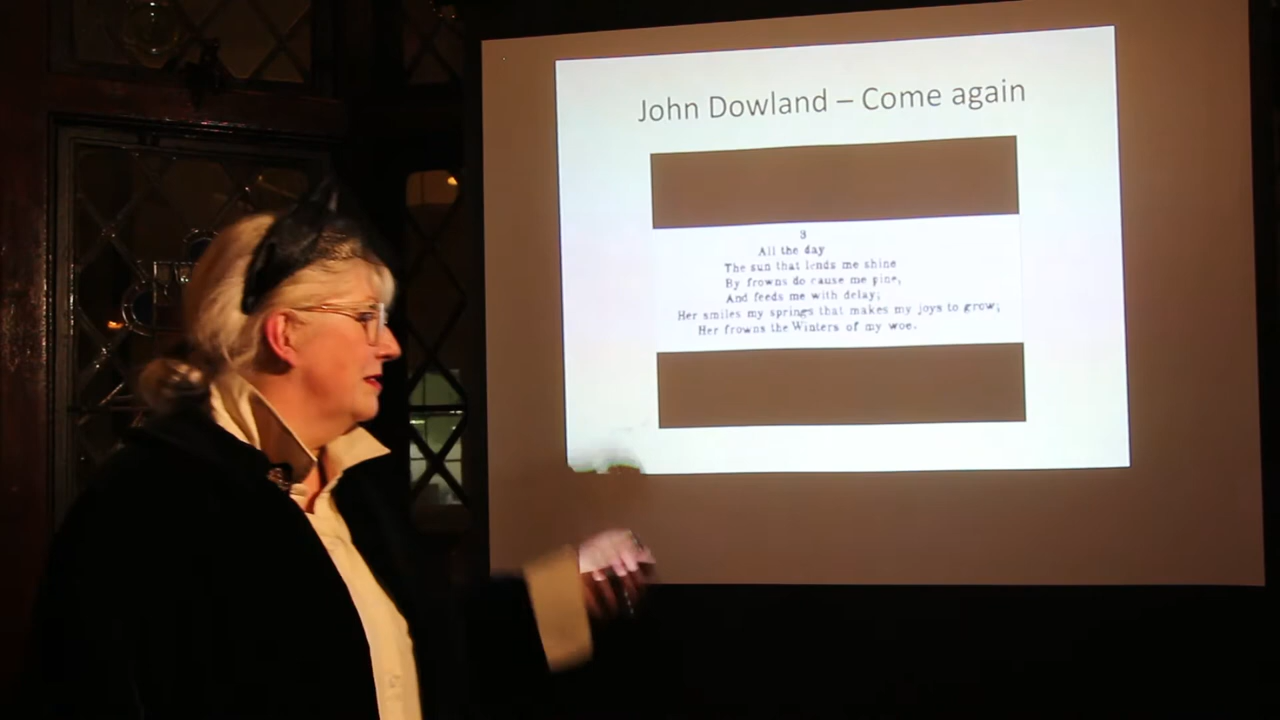 John Dowland – Come again
3
All the day
The sun that lends me shine
By frowns do cause me pine,
And feeds me with delay;
Her smiles my springs that makes my joys to grow;
Her frowns the Winters of my woe.